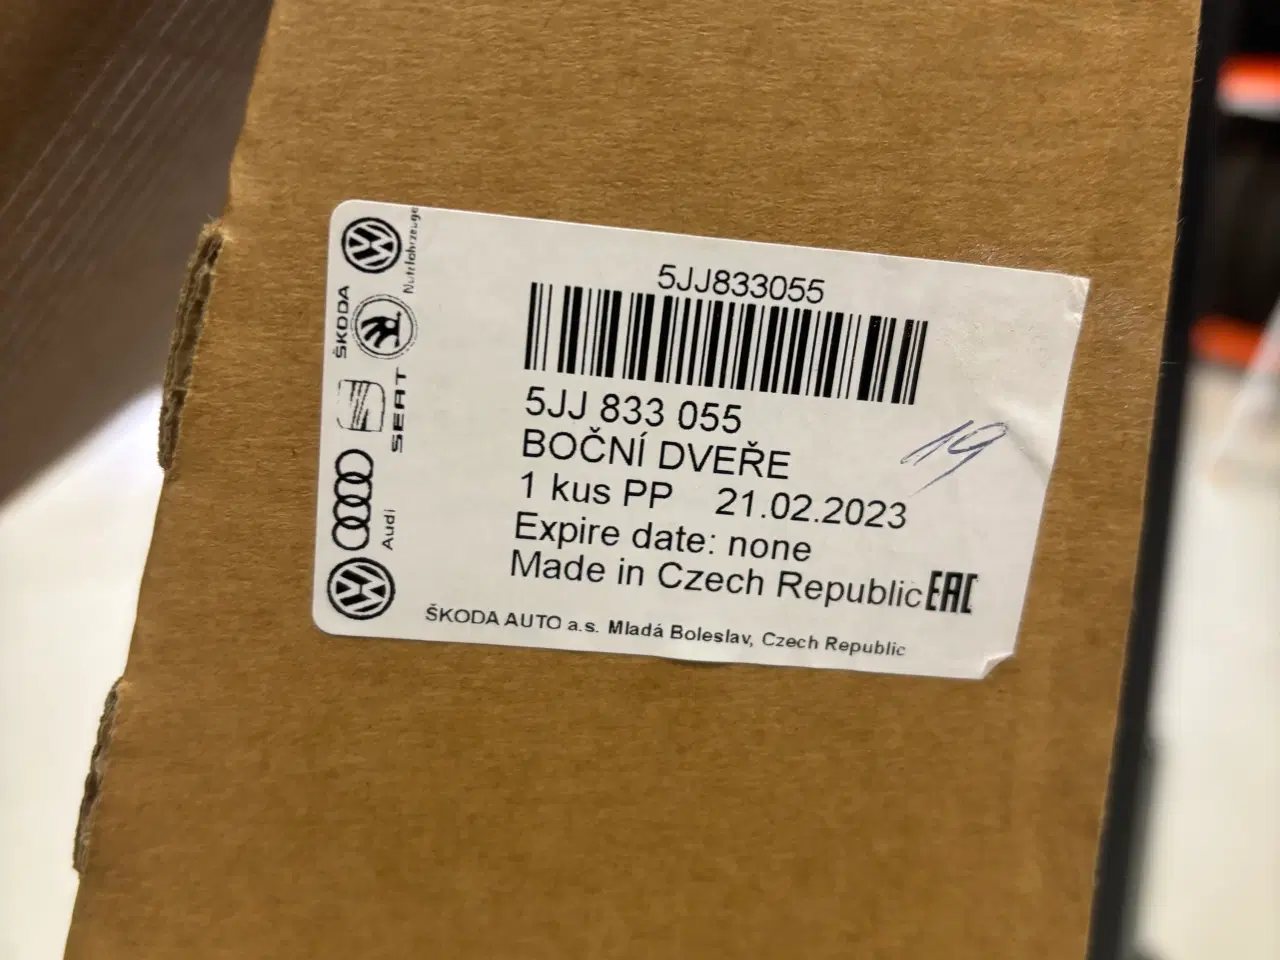 Nutzfahrzeuge
ŠKODA
SEAT
Audi
5JJ833055
5JJ 833 055
BOČNÍ DVEŘE
19
1 kus PP 21.02.2023
Expire date: none
Made in Czech Republic EAC
ŠKODA AUTO a.s. Mladá Boleslav, Czech Republic